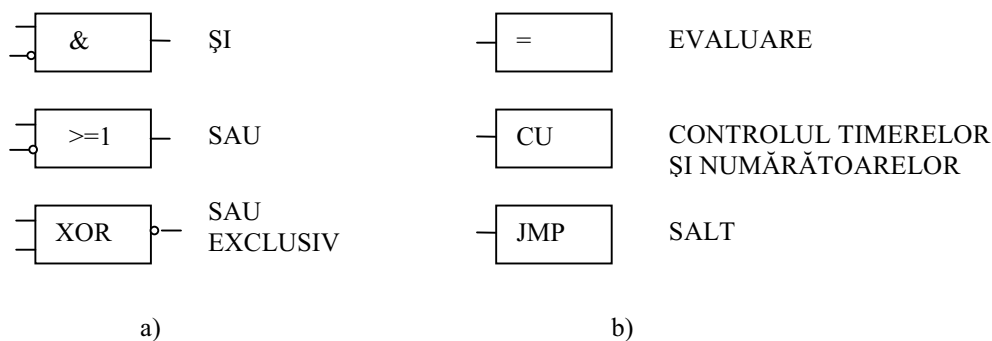 & ŞI
= EVALUARE
>=1 SAU
CU CONTROLUL TIMERELOR
ŞI NUMĂRĂTOARELOR
XOR SAU
EXCLUSIV
JMP SALT
a)
b)